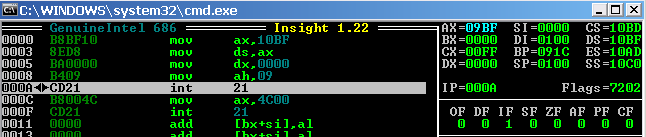 C:\WINDOWS\system32\cmd.exe
GenuineIntel 686 Insight 1.22
0000 B8BF10 mov ax,10BF
0003 8ED8 mov ds,ax
0005 BA0000 mov dx,0000
0008 B409 mov ah,09
000A◄►CD21 int 21
000C B8004C mov ax,4C00
000F CD21 int 21
0011 0000 add [bx+si],al
0013 0000 add [bx+si],al
AX=09BF SI=0000 CS=10BD
BX=0000 DI=0000 DS=10BF
CX=00FF BP=091C ES=10AD
DX=0000 SP=0100 SS=10C0
IP=000A Flags=7202
OF DF IF SF ZF AF PF CF
0 0 1 0 0 0 0 0